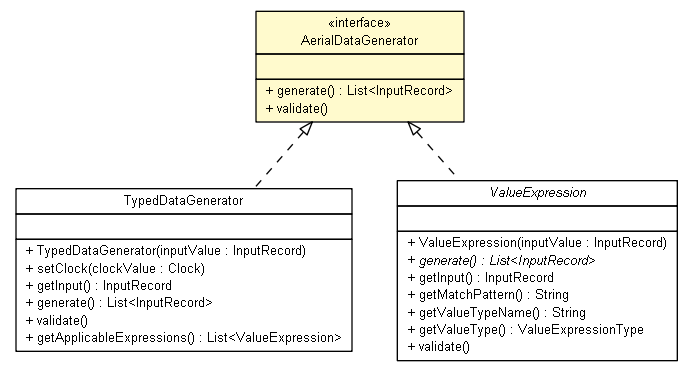 «interface»
AerialDataGenerator
+ generate() : List<InputRecord>
+ validate()
TypedDataGenerator
+ TypedDataGenerator(inputValue : InputRecord)
+ setClock(clockValue : Clock)
+ getInput() : InputRecord
+ generate() : List<InputRecord>
+ validate()
+ getApplicableExpressions() : List<ValueExpression>
ValueExpression
+ ValueExpression(inputValue : InputRecord)
+ generate() : List<InputRecord>
+ getInput() : InputRecord
+ getMatchPattern() : String
+ getValueTypeName() : String
+ getValueType() : ValueExpressionType
+ validate()